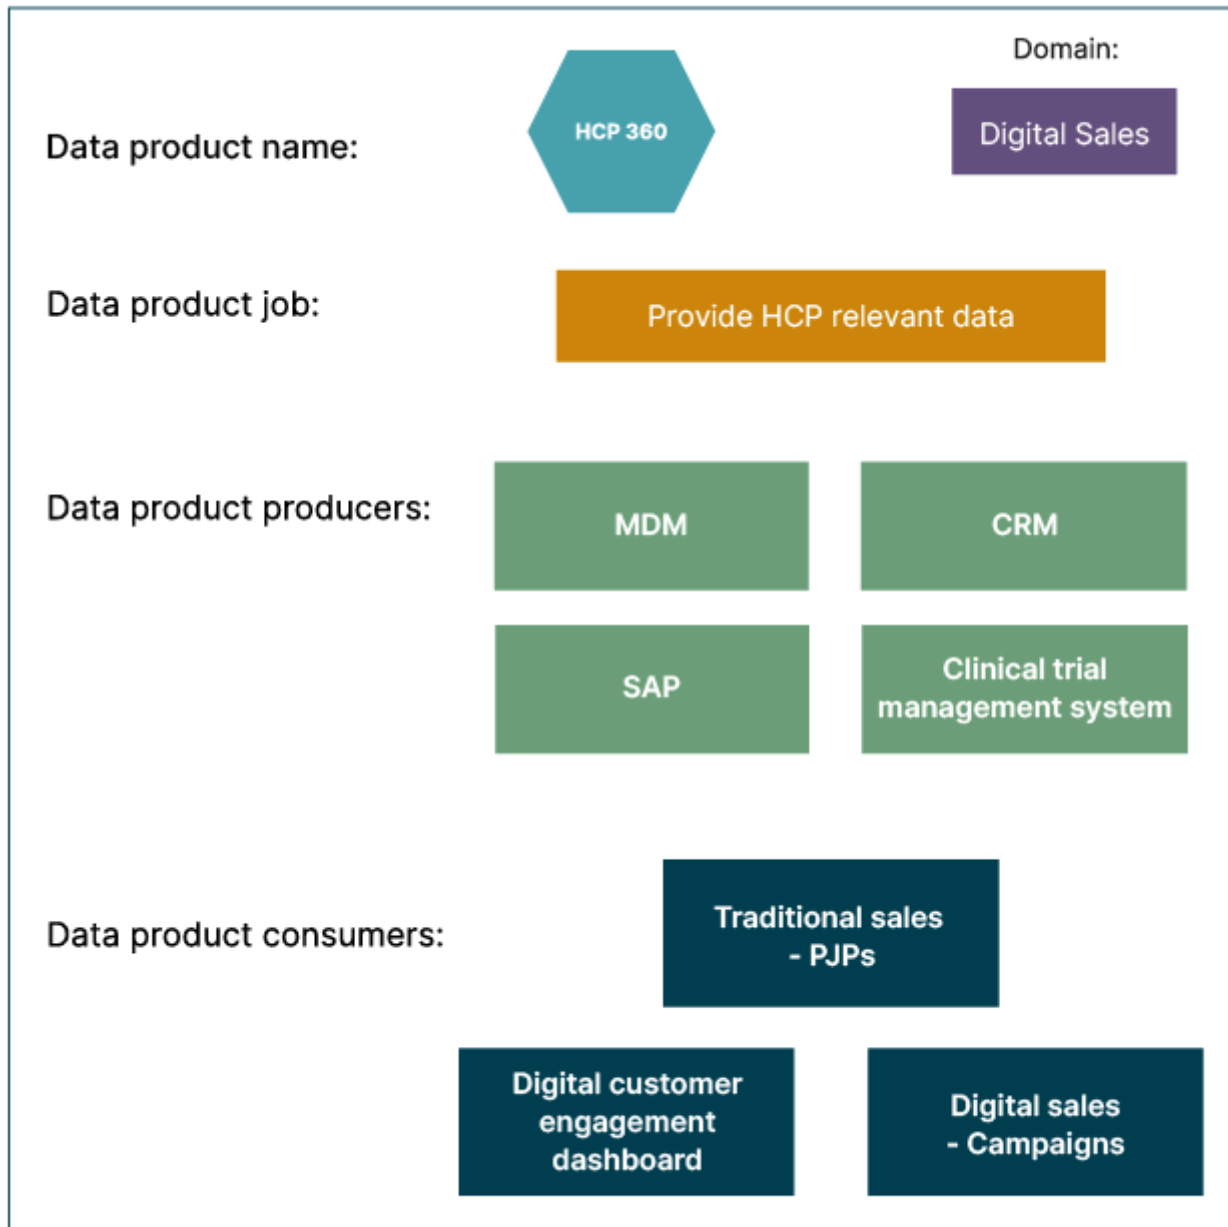 Domain:
Data product name:
HCP 360
Digital Sales
Data product job:
Provide HCP relevant data
Data product producers:
MDM
CRM
SAP
Clinical trial
management system
Data product consumers:
Traditional sales
- PJPs
Digital customer
engagement
dashboard
Digital sales
- Campaigns